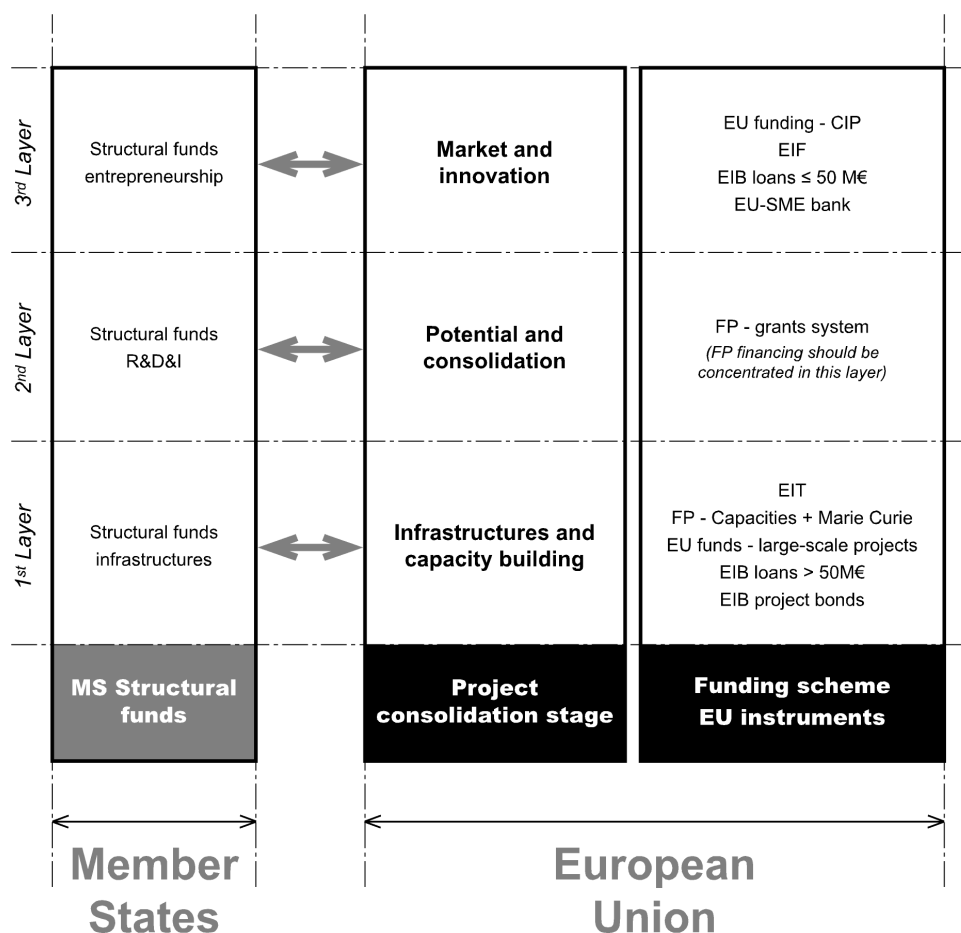 3rd Layer
Structural funds
entrepreneurship
Market and
innovation
EU funding - CIP
EIF
EIB loans ≤ 50 M€
EU-SME bank
2nd Layer
Structural funds
R&D&I
Potential and
consolidation
FP - grants system
(FP financing should be
concentrated in this layer)
1st Layer
Structural funds
infrastructures
Infrastructures and
capacity building
EIT
FP - Capacities + Marie Curie
EU funds - large-scale projects
EIB loans > 50M€
EIB project bonds
MS Structural
funds
Project
consolidation stage
Funding scheme
EU instruments
Member
States
European
Union